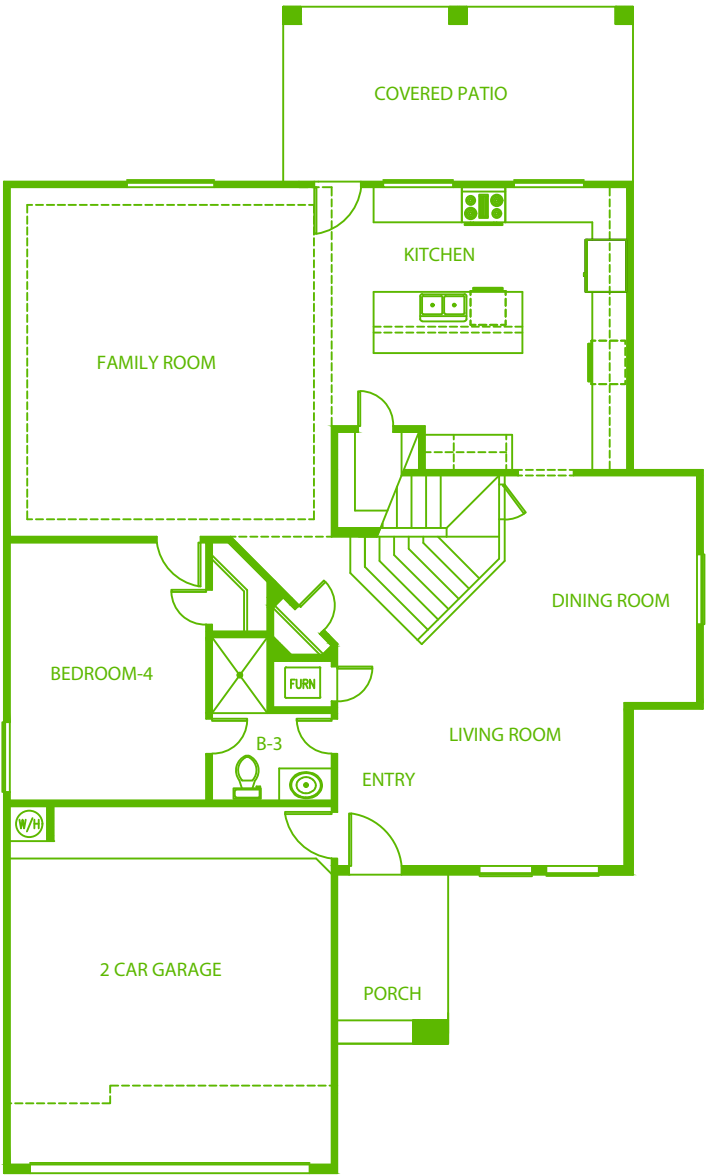 COVERED PATIO
KITCHEN
FAMILY ROOM
DINING ROOM
BEDROOM-4
FURN
LIVING ROOM
B-3
ENTRY
W/H
2 CAR GARAGE
PORCH